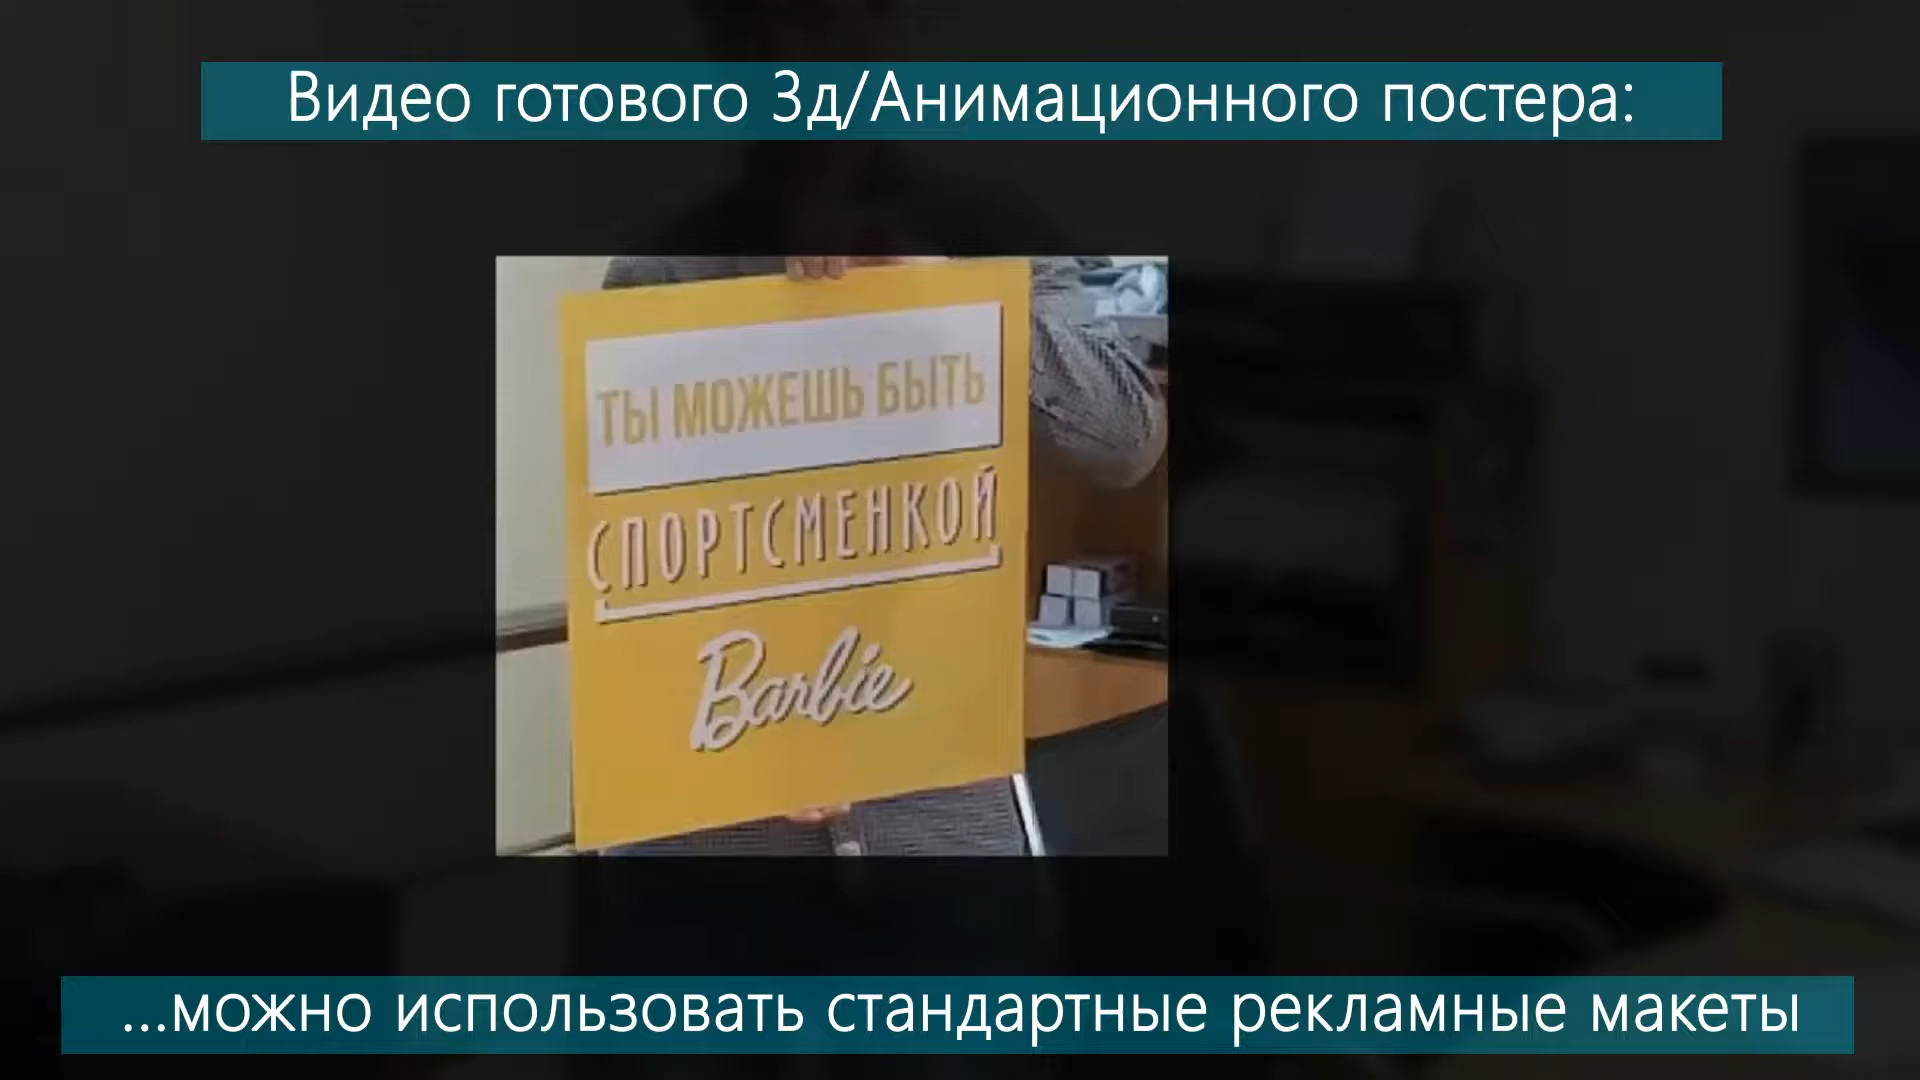 Видео готового 3д/Анимационного постера:
ТЫ МОЖЕШЬ БЫТЬ
СПОРТСМЕНКОЙ
Barbie
...можно использовать стандартные рекламные макеты